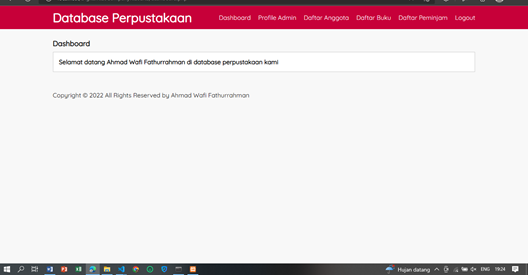 Database Perpustakaan
Dashboard Profile Admin Daftar Anggota Daftar Buku Daftar Peminjam Logout
Dashboard
Selamat datang Ahmad Wafi Fathurrahman di database perpustakaan kami
Copyright © 2022 All Rights Reserved by Ahmad Wafi Fathurrahman
Hujan datang ENG 19:24